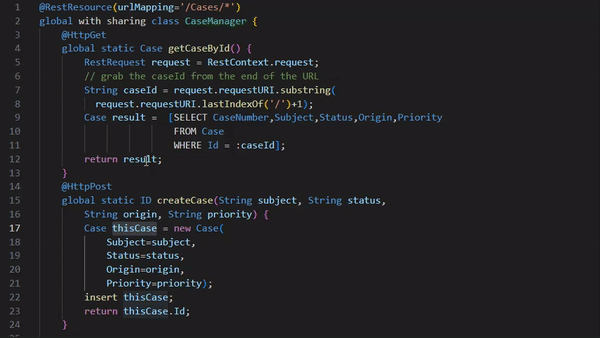 1 @RestResource(urlMapping='/Cases/*')
2 global with sharing class CaseManager {
3 @HttpGet
4 global static Case getCaseById() {
5 RestRequest request = RestContext.request;
6 // grab the caseId from the end of the URL
7 String caseId = request.requestURI.substring(
8 request.requestURI.lastIndexOf('/')+1);
9 Case result = [SELECT CaseNumber,Subject,Status,Origin,Priority
10 FROM Case
11 WHERE Id = :caseId];
12 return result;
13 }
14 @HttpPost
15 global static ID createCase(String subject, String status,
16 String origin, String priority) {
17 Case thisCase = new Case(
18 Subject=subject,
19 Status=status,
20 Origin=origin,
21 Priority=priority);
22 insert thisCase;
23 return thisCase.Id;
24 }